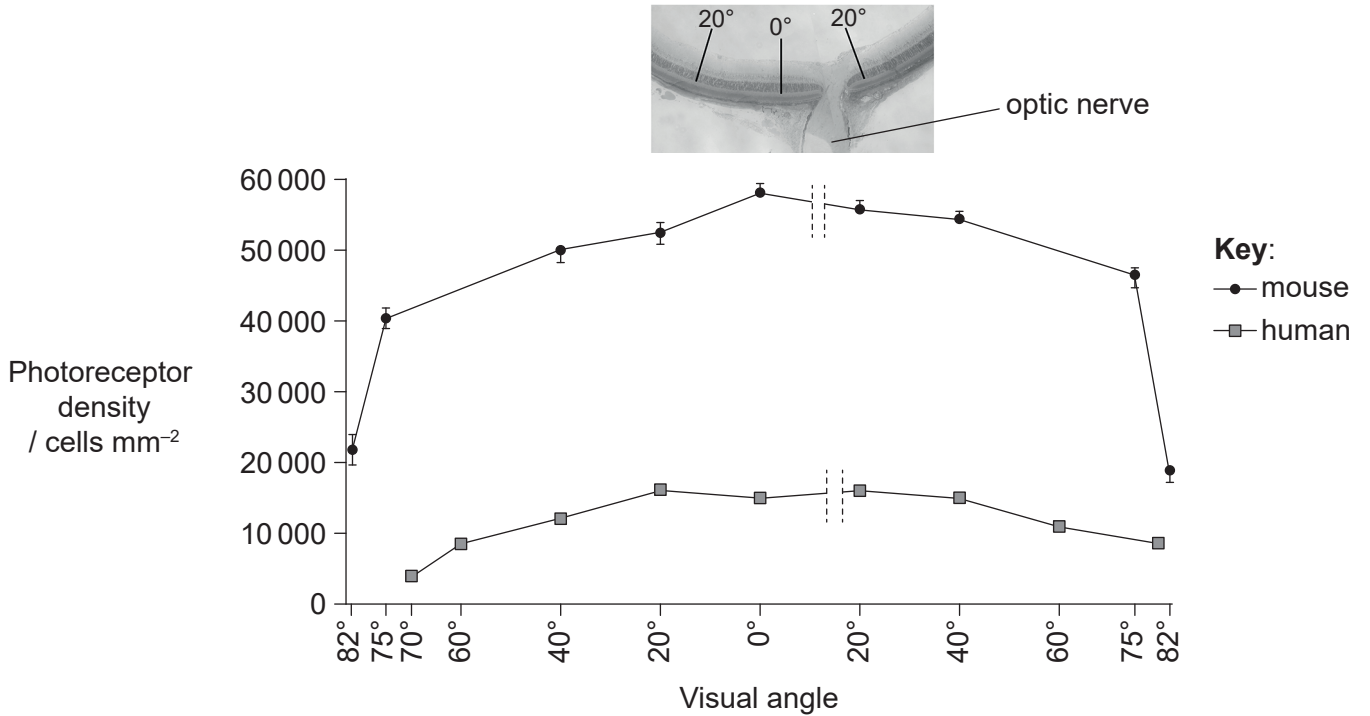 20° 0° 20°
optic nerve
60 000
50 000
40 000
30 000
20 000
10 000
0
Photoreceptor
density
/ cells mm–2
Key:
mouse
human
82° 75° 70° 60° 40° 20° 0° 20° 40° 60° 75° 82°
Visual angle